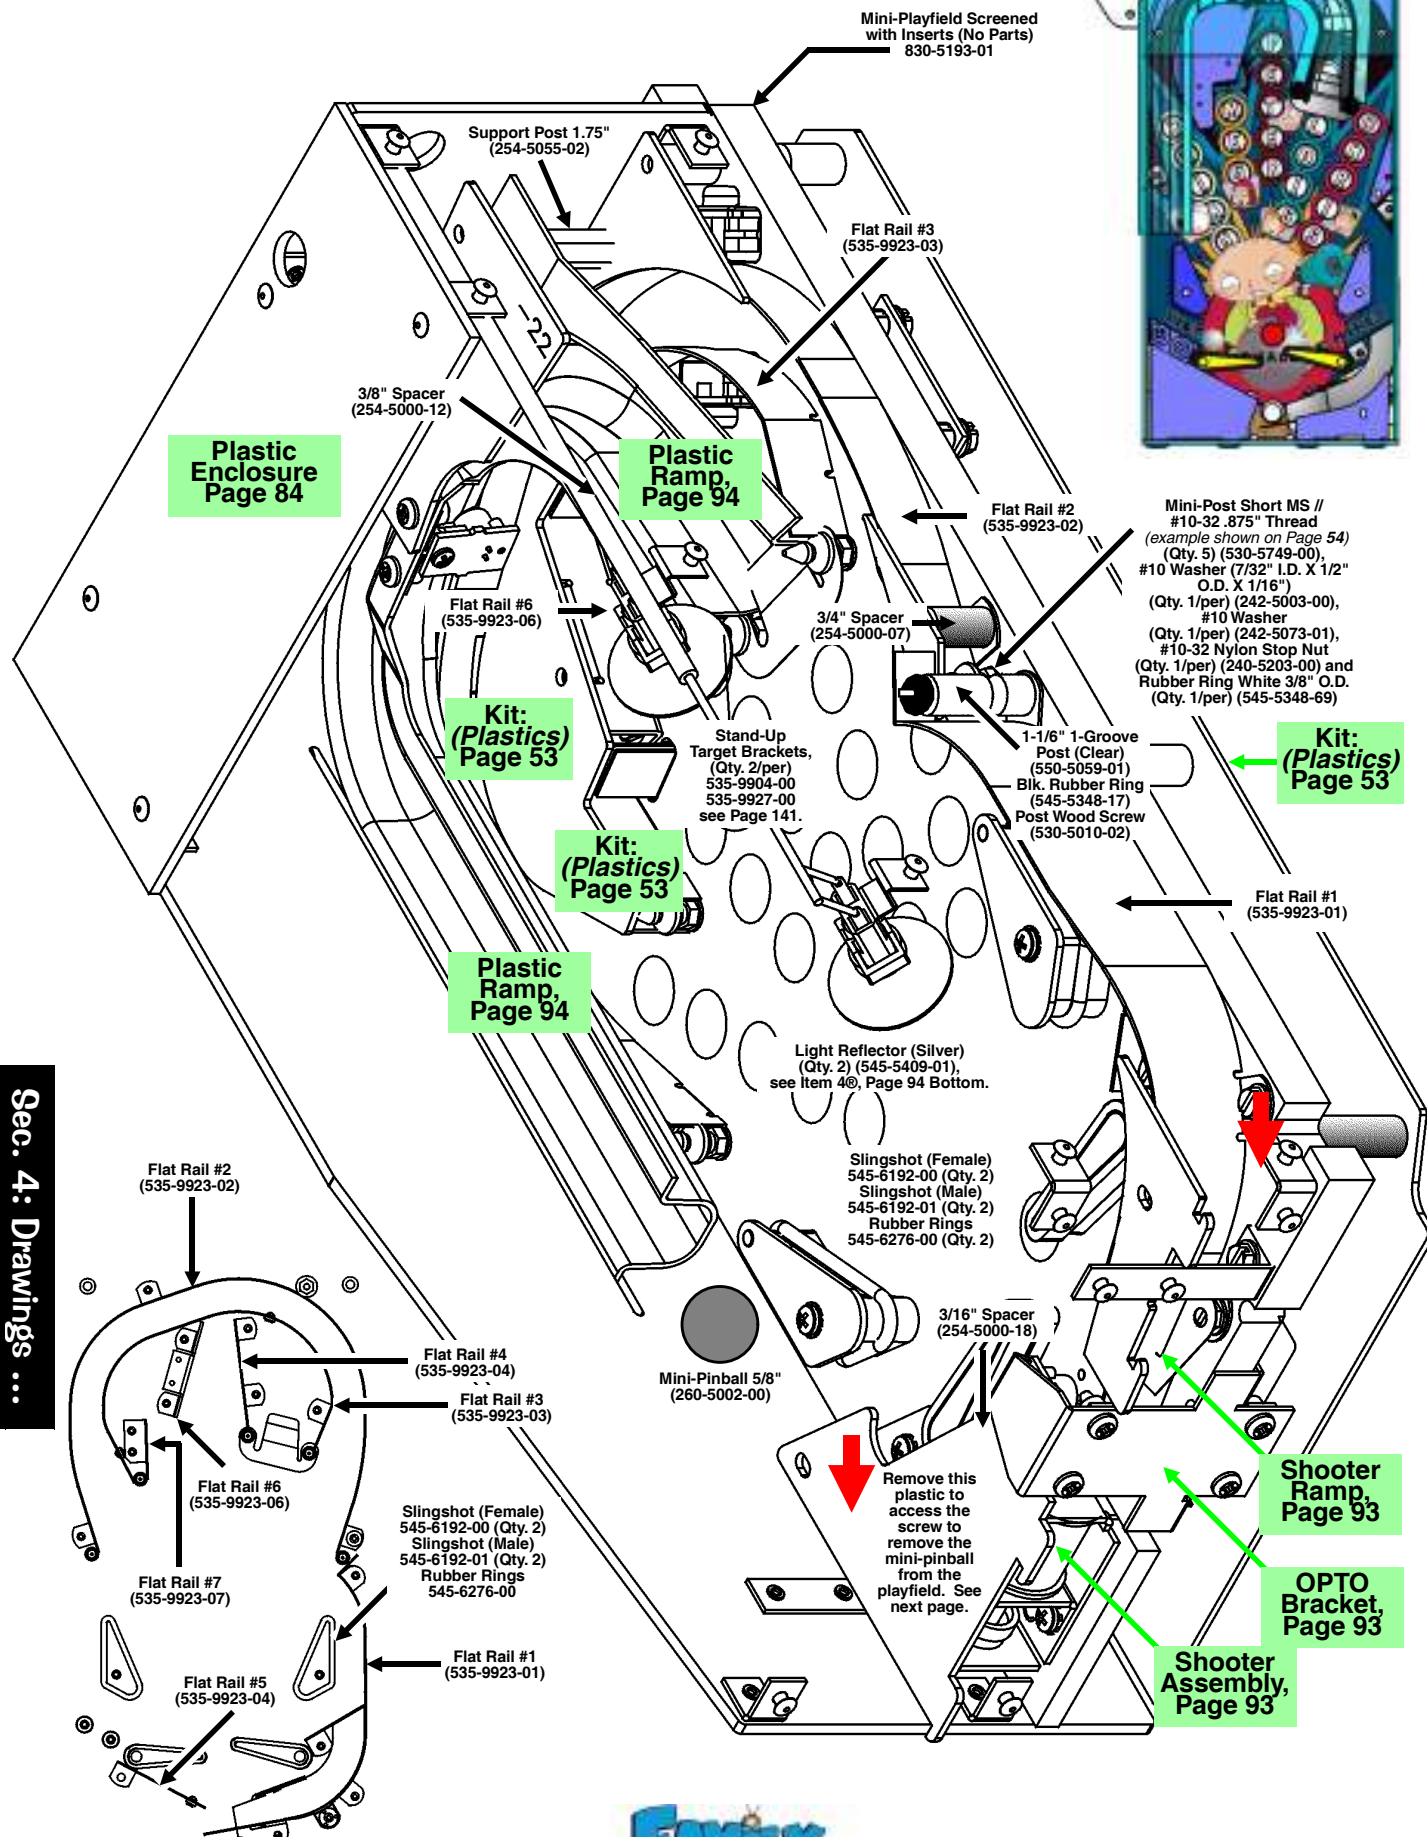 Mini-Playfield Screened
with Inserts (No Parts)
830-5193-01
Support Post 1.75"
(254-5055-02)
Flat Rail #3
(535-9923-03)
-22
3/8" Spacer
(254-5000-12)
Plastic
Enclosure
Page 84
Plastic
Ramp,
Page 94
Flat Rail #2
(535-9923-02)
Mini-Post Short MS //
#10-32 .875" Thread
(example shown on Page 54)
(Qty. 5) (530-5749-00),
#10 Washer (7/32" I.D. X 1/2"
O.D. X 1/16")
(Qty. 1/per) (242-5003-00),
#10 Washer
(Qty. 1/per) (242-5073-01),
#10-32 Nylon Stop Nut
(Qty. 1/per) (240-5203-00) and
Rubber Ring White 3/8" O.D.
(Qty. 1/per) (545-5348-69)
Flat Rail #6
(535-9923-06)
3/4" Spacer
(254-5000-07)
Kit:
(Plastics)
Page 53
Stand-Up
Target Brackets,
(Qty. 2/per)
535-9904-00
535-9927-00
see Page 141.
1-1/6" 1-Groove
Post (Clear)
(550-5059-01)
Blk. Rubber Ring
(545-5348-17)
Post Wood Screw
(530-5010-02)
Kit:
(Plastics)
Page 53
Kit:
(Plastics)
Page 53
Flat Rail #1
(535-9923-01)
Plastic
Ramp,
Page 94
Light Reflector (Silver)
(Qty. 2) (545-5409-01),
see Item 4®, Page 94 Bottom.
Slingshot (Female)
545-6192-00 (Qty. 2)
Slingshot (Male)
545-6192-01 (Qty. 2)
Rubber Rings
545-6276-00 (Qty. 2)
Sec. 4: Drawings ...
Flat Rail #2
(535-9923-02)
3/16" Spacer
(254-5000-18)
Mini-Pinball 5/8"
(260-5002-00)
Flat Rail #4
(535-9923-04)
Flat Rail #3
(535-9923-03)
Flat Rail #6
(535-9923-06)
Remove this
plastic to
access the
screw to
remove the
mini-pinball
from the
playfield. See
next page.
Shooter
Ramp,
Page 93
Slingshot (Female)
545-6192-00 (Qty. 2)
Slingshot (Male)
545-6192-01 (Qty. 2)
Rubber Rings
545-6276-00
Flat Rail #7
(535-9923-07)
OPTO
Bracket,
Page 93
Flat Rail #1
(535-9923-01)
Shooter
Assembly,
Page 93
Flat Rail #5
(535-9923-04)
FAMILY